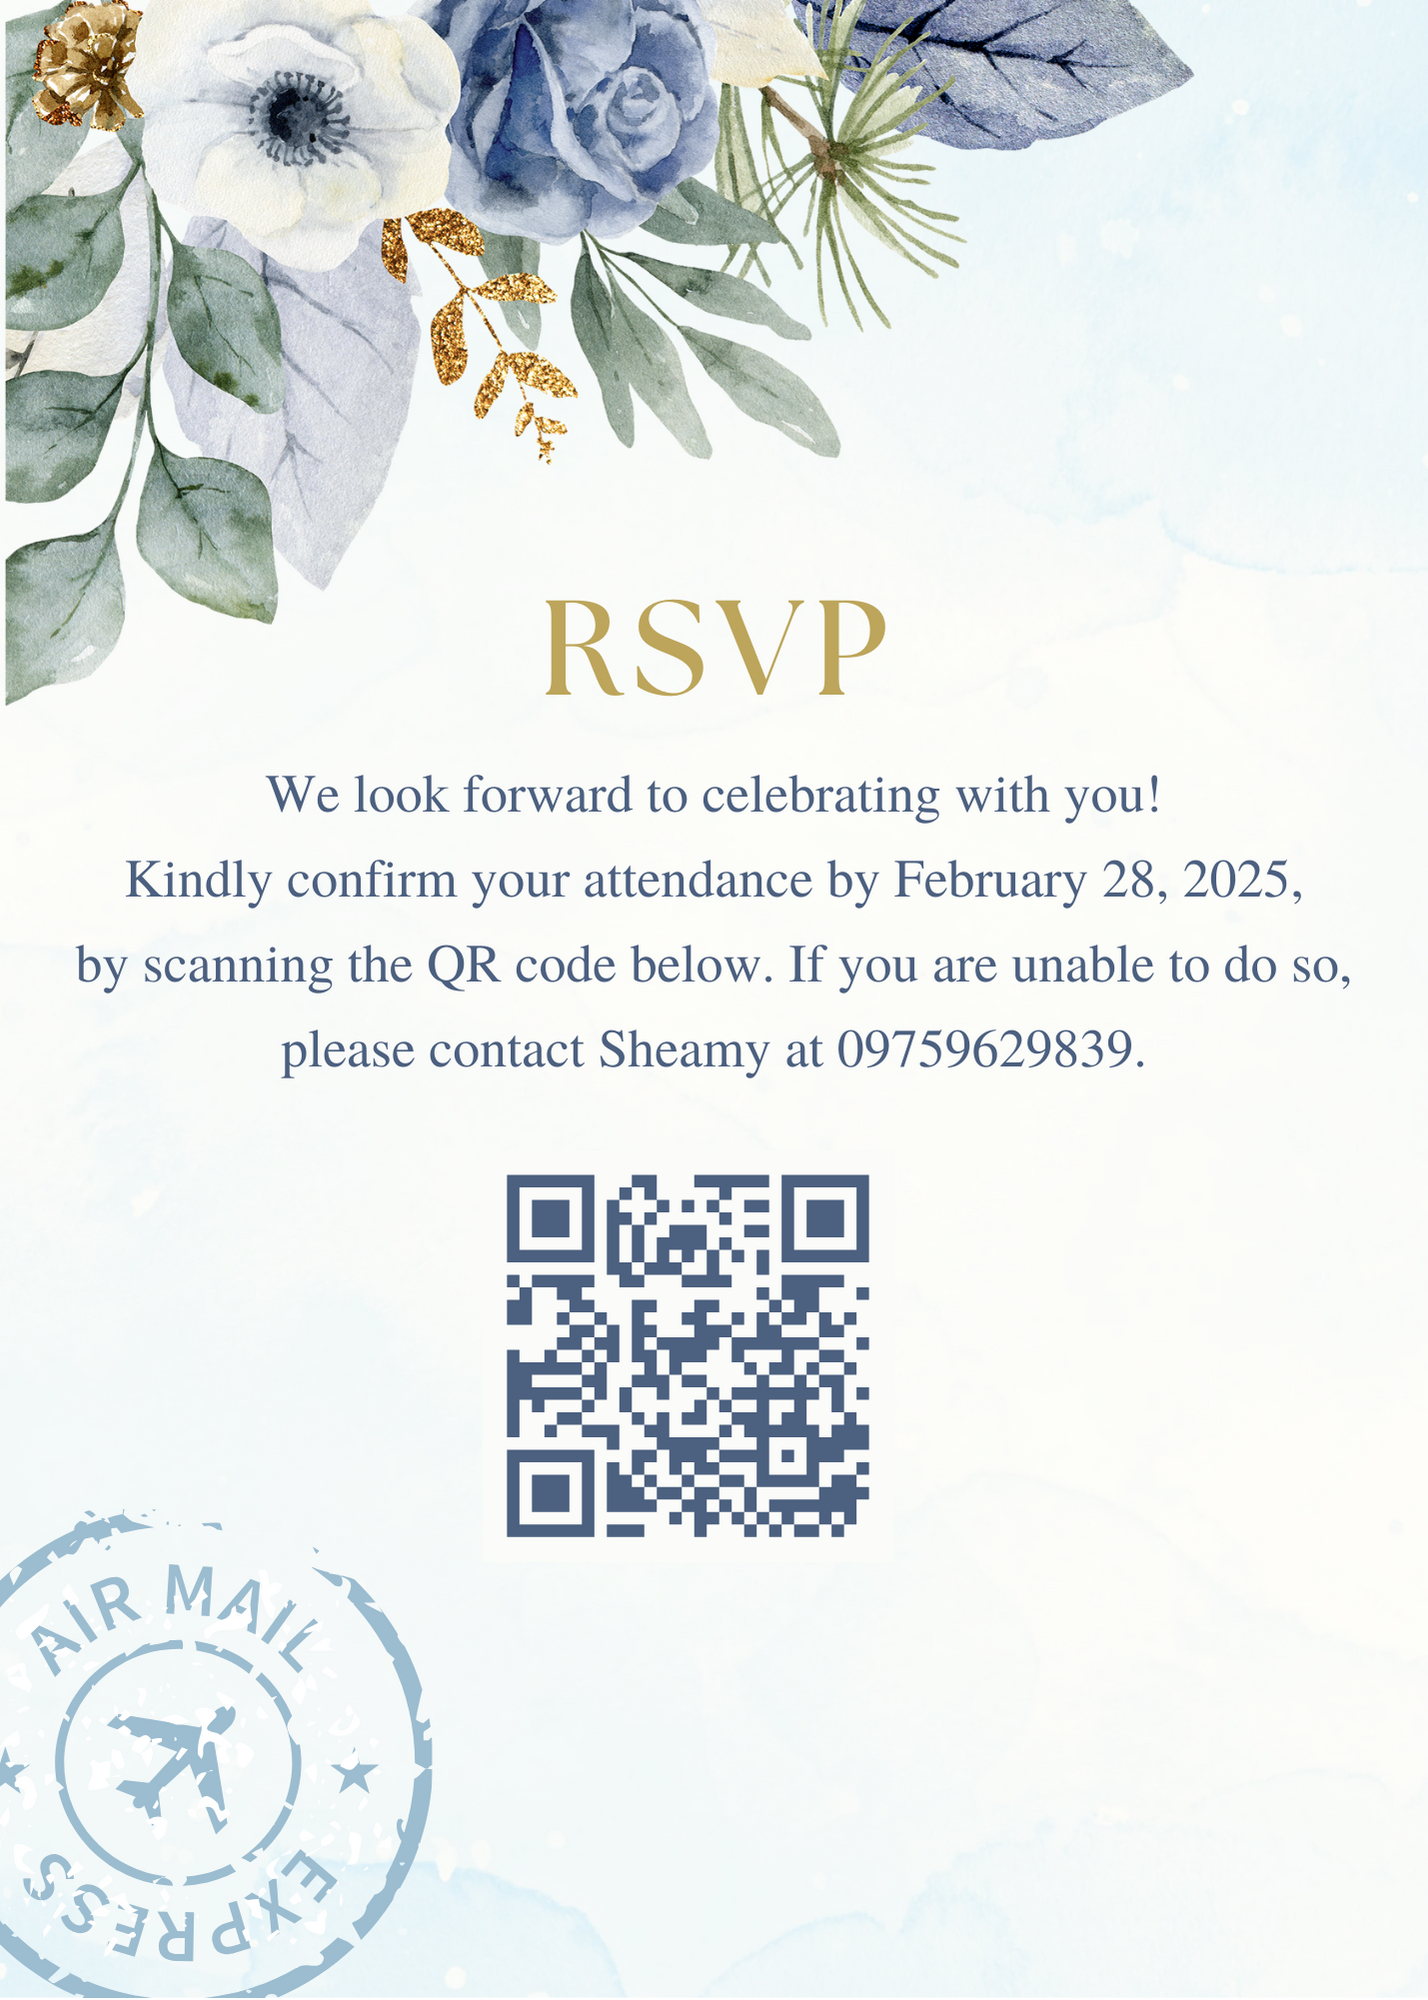 RSVP
We look forward to celebrating with you!
Kindly confirm your attendance by February 28, 2025,
by scanning the QR code below. If you are unable to do so,
please contact Sheamy at 09759629839.
AIR MAIL
EXPRESS